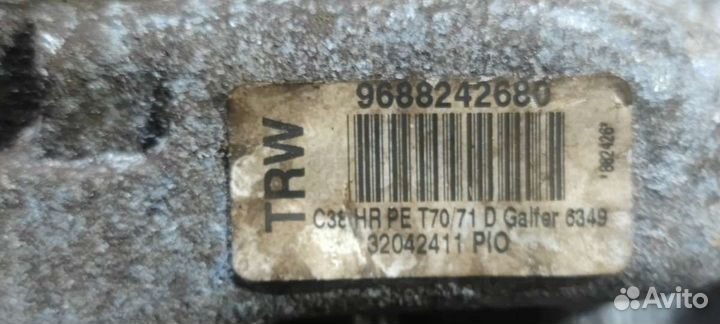 TRW
9688242680
C38 HR PE T70/71 D Galfer 6349
32042411 PIO
Avito